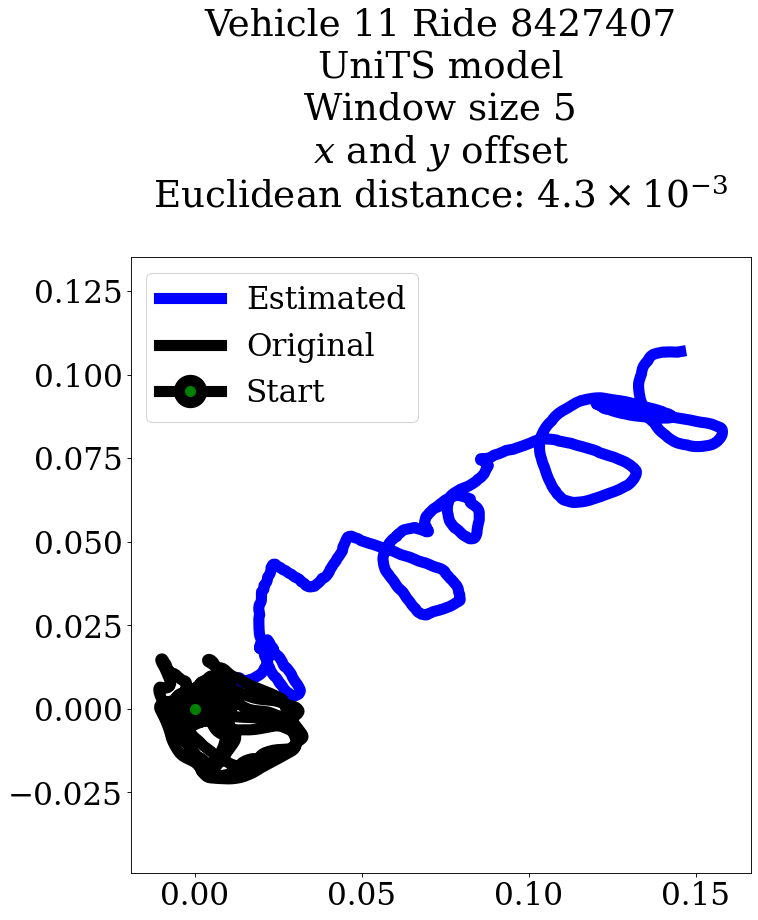 Vehicle 11 Ride 8427407
UniTS model
Window size 5
x and y offset
Euclidean distance: 4.3 × 10⁻³
Estimated
Original
Start
0.125
0.100
0.075
0.050
0.025
0.000
−0.025
0.00 0.05 0.10 0.15